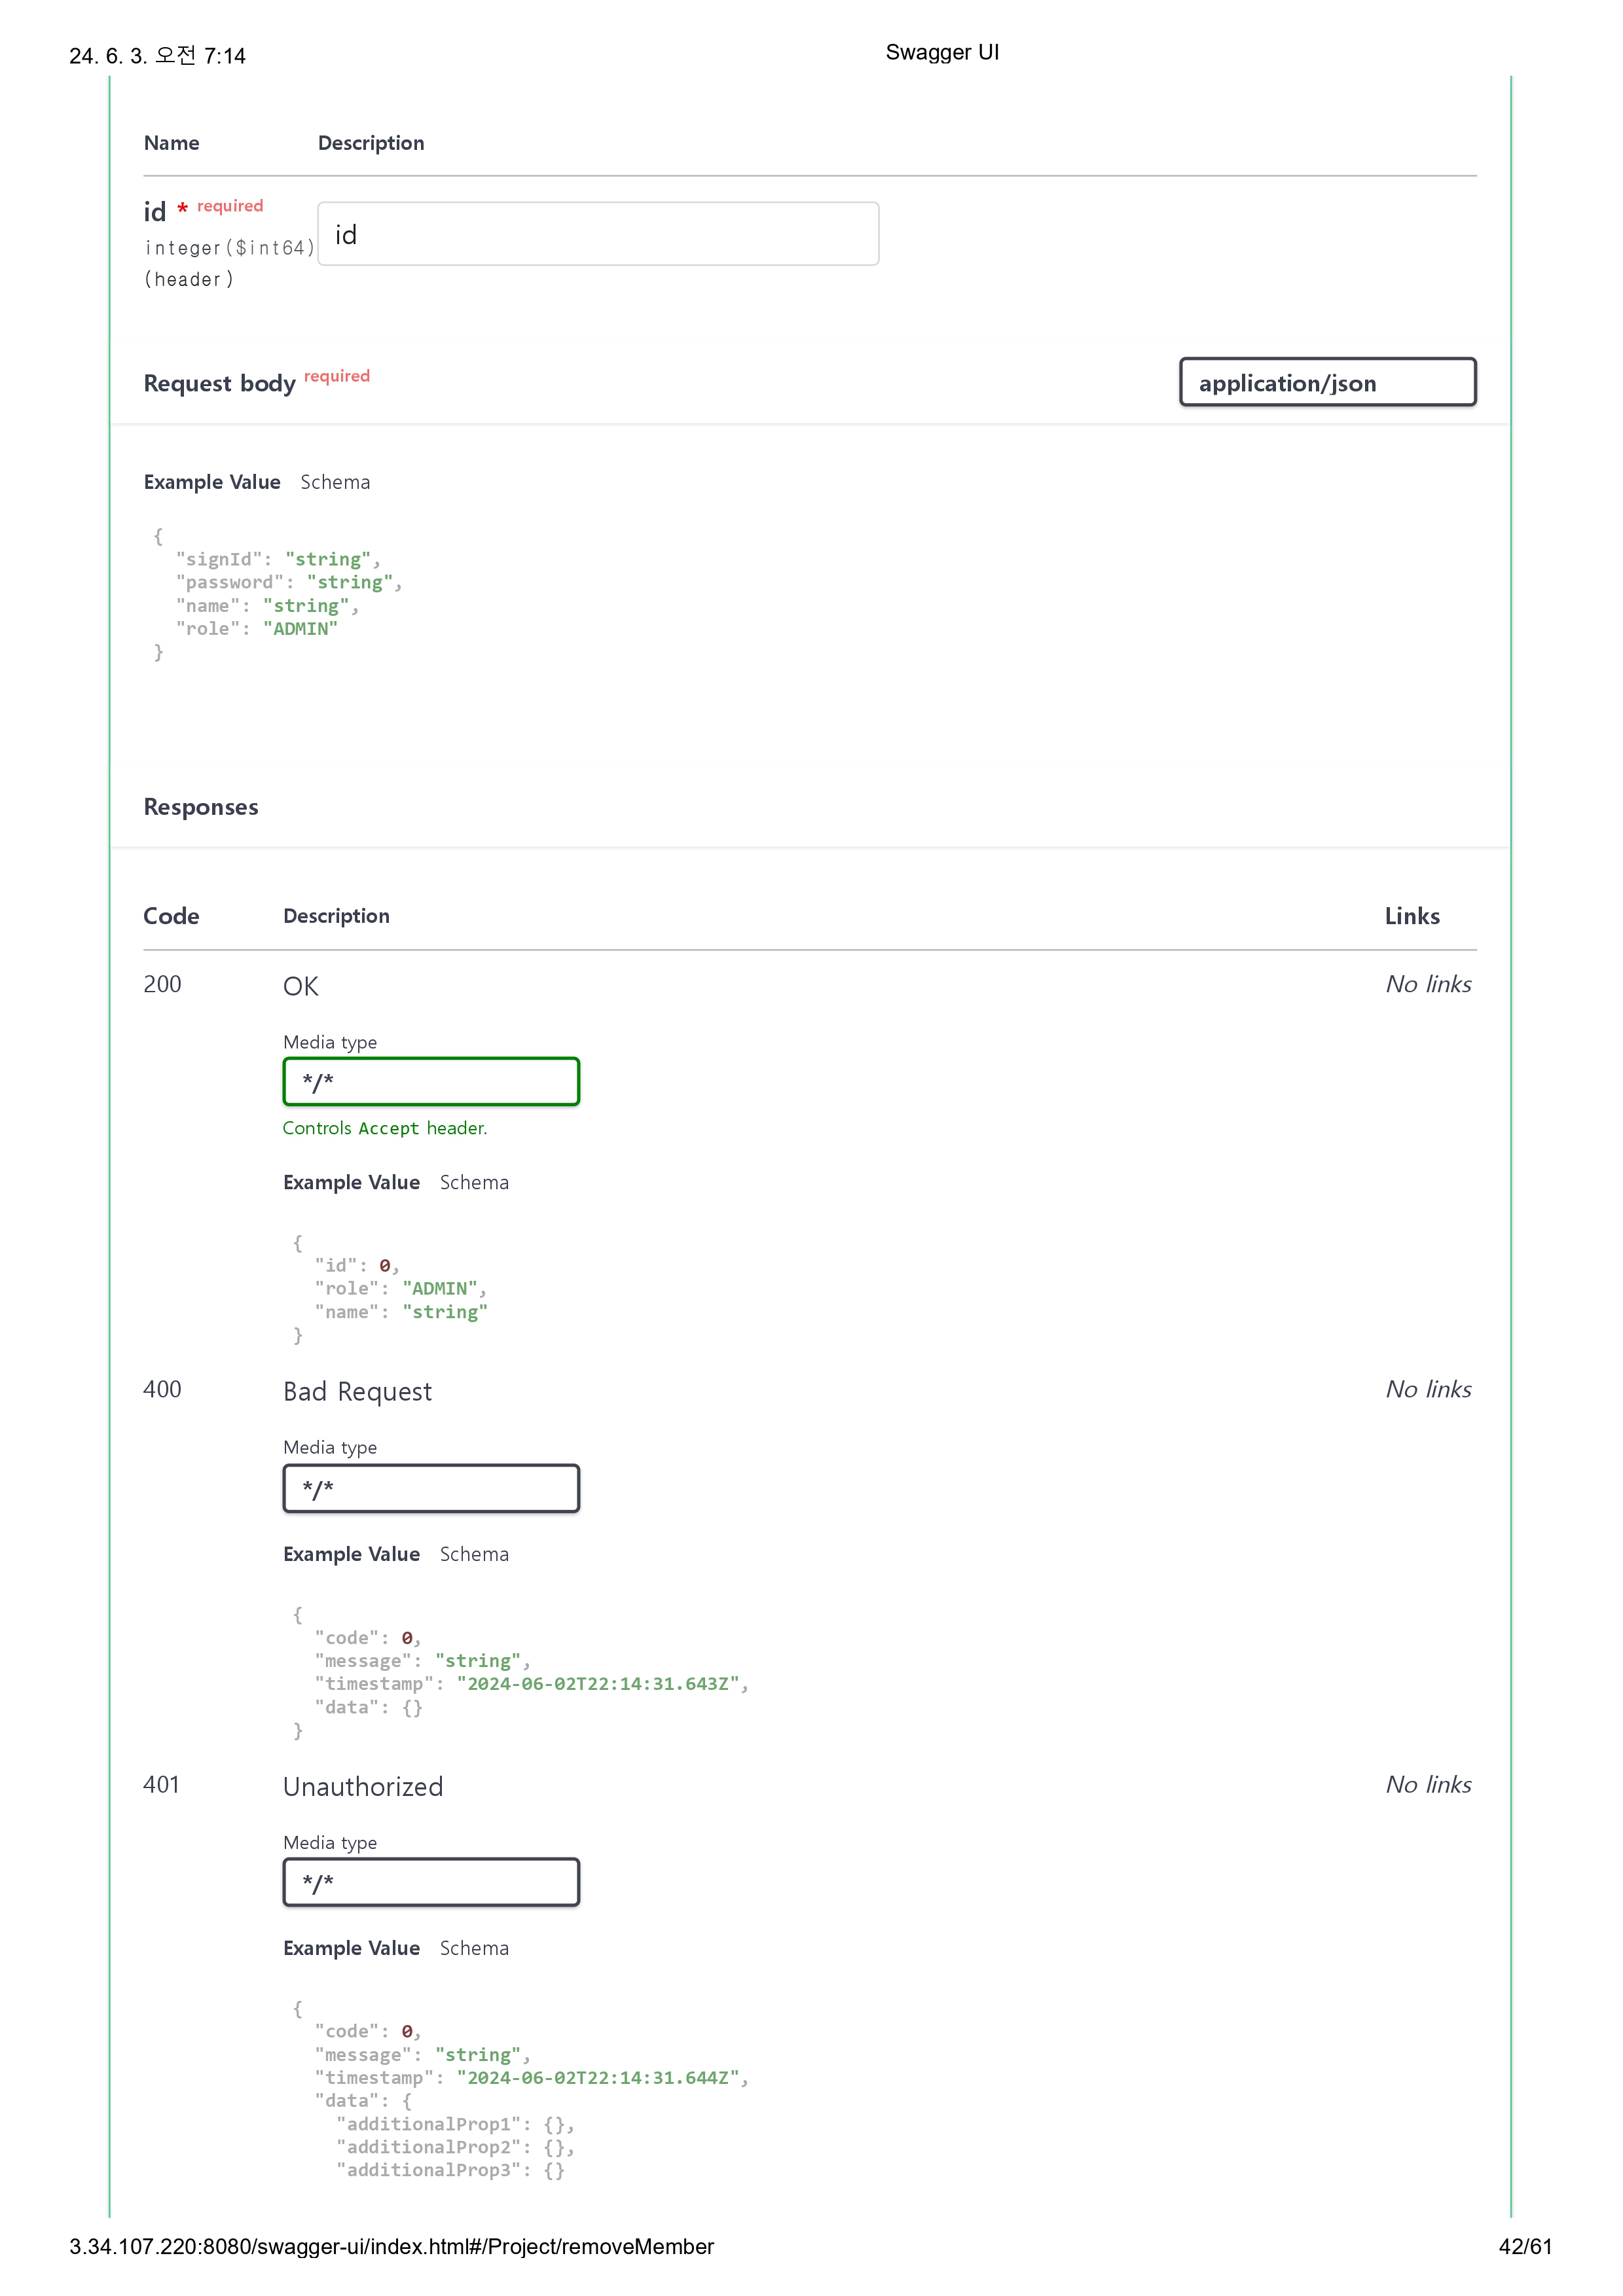 24. 6. 3. 오전 7:14
Swagger UI
Name Description
id * required
id
integer($int64)
(header)
Request body required
application/json
Example Value Schema
{
  "signId": "string",
  "password": "string",
  "name": "string",
  "role": "ADMIN"
}
Responses
Code Description Links
200 OK No links
Media type
*/*
Controls Accept header.
Example Value Schema
{
  "id": 0,
  "role": "ADMIN",
  "name": "string"
}
400 Bad Request No links
Media type
*/*
Example Value Schema
{
  "code": 0,
  "message": "string",
  "timestamp": "2024-06-02T22:14:31.643Z",
  "data": {}
}
401 Unauthorized No links
Media type
*/*
Example Value Schema
{
  "code": 0,
  "message": "string",
  "timestamp": "2024-06-02T22:14:31.644Z",
  "data": {
    "additionalProp1": {},
    "additionalProp2": {},
    "additionalProp3": {}
3.34.107.220:8080/swagger-ui/index.html#/Project/removeMember
42/61